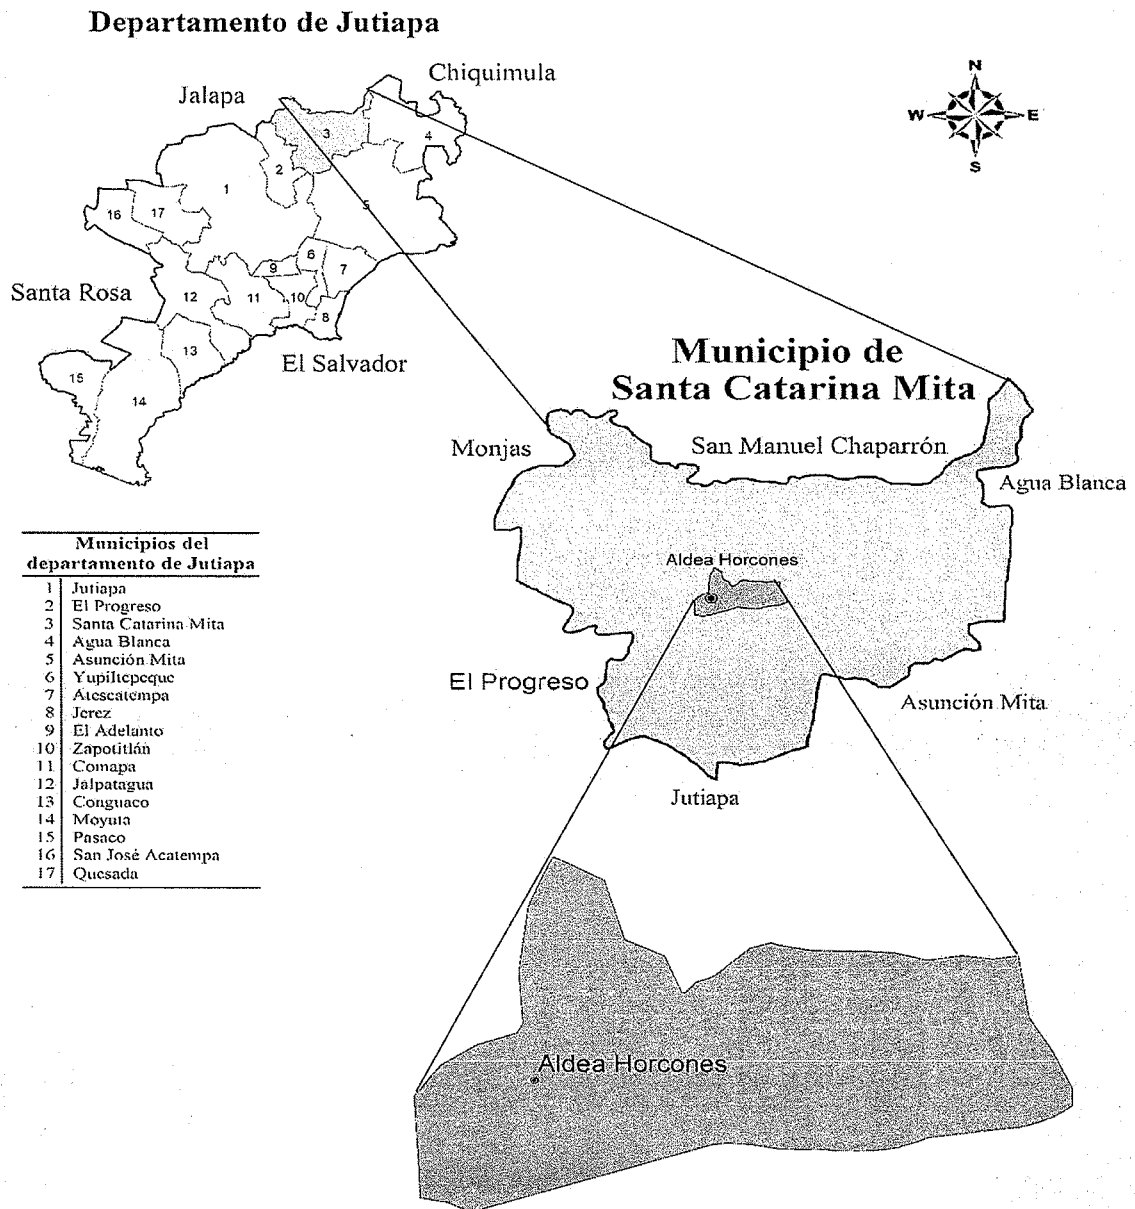 Departamento de Jutiapa
Chiquimula
Jalapa
N
W E
S
3
4
2
1
5
16
17
6
9
7
Santa Rosa
12
11
10
8
13
El Salvador
15
14
Municipio de
Santa Catarina Mita
Monjas
San Manuel Chaparrón
Agua Blanca
Aldea Horcones
El Progreso
Asunción Mita
Jutiapa
Municipios del
departamento de Jutiapa
1 Jutiapa
2 El Progreso
3 Santa Catarina Mita
4 Agua Blanca
5 Asunción Mita
6 Yupiltepeque
7 Atescatempa
8 Jerez
9 El Adelanto
10 Zapotitlán
11 Comapa
12 Jalpatagua
13 Conguaco
14 Moyuta
15 Pasaco
16 San José Acatempa
17 Quesada
Aldea Horcones